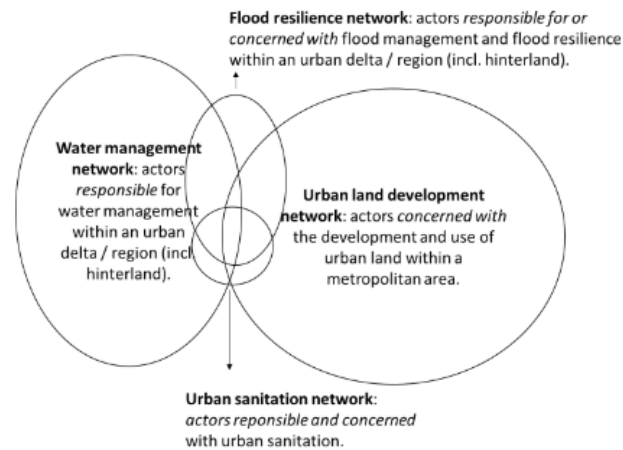 Flood resilience network: actors responsible for or
concerned with flood management and flood resilience
within an urban delta / region (incl. hinterland).
Water management
network: actors
responsible for
water management
within an urban
delta / region (incl.
hinterland).
Urban land development
network: actors concerned with
the development and use of
urban land within a
metropolitan area.
Urban sanitation network:
actors reponsible and concerned
with urban sanitation.